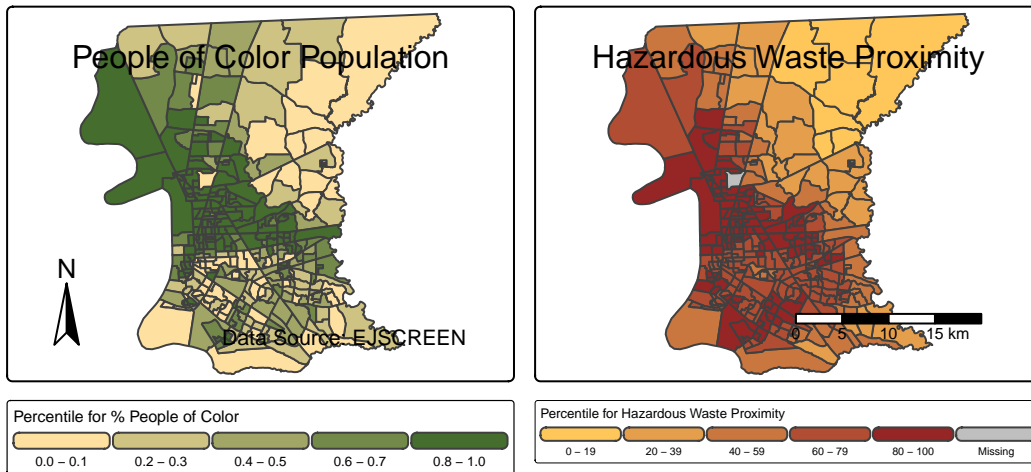 People of Color Population
N
Data Source: EJSCREEN
Percentile for % People of Color
0.0 – 0.1
0.2 – 0.3
0.4 – 0.5
0.6 – 0.7
0.8 – 1.0
Hazardous Waste Proximity
0 5 10 15 km
Percentile for Hazardous Waste Proximity
0 – 19
20 – 39
40 – 59
60 – 79
80 – 100
Missing